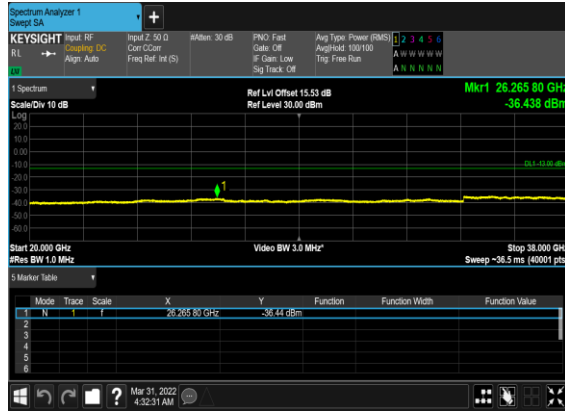 Spectrum Analyzer 1
Swept SA
+
KEYSIGHT Input: RF Input Z: 50 Ω #Atten: 30 dB PNO: Fast Avg Type: Power (RMS) 1 2 3 4 5 6
RL Coupling: DC Corr CCorr Gate: Off Avg|Hold: 100/100 A W W W W W
Align: Auto Freq Ref: Int (S) IF Gain: Low Trig: Free Run
Sig Track: Off A N N N N N
1 Spectrum Ref Lvl Offset 15.53 dB Mkr1 26.265 80 GHz
Scale/Div 10 dB Ref Level 30.00 dBm -36.438 dBm
Log
20.0
10.0
0.00
-10.0 DL1 -13.00 dBm
-20.0
-30.0 1
-40.0
-50.0
-60.0
Start 20.000 GHz Video BW 3.0 MHz* Stop 38.000 GHz
#Res BW 1.0 MHz Sweep ~36.5 ms (40001 pts)
5 Marker Table
Mode Trace Scale X Y Function Function Width Function Value
1 N 1 f 26.265 80 GHz -36.44 dBm
2
3
4
5
6
? Mar 31, 2022
4:32:31 AM